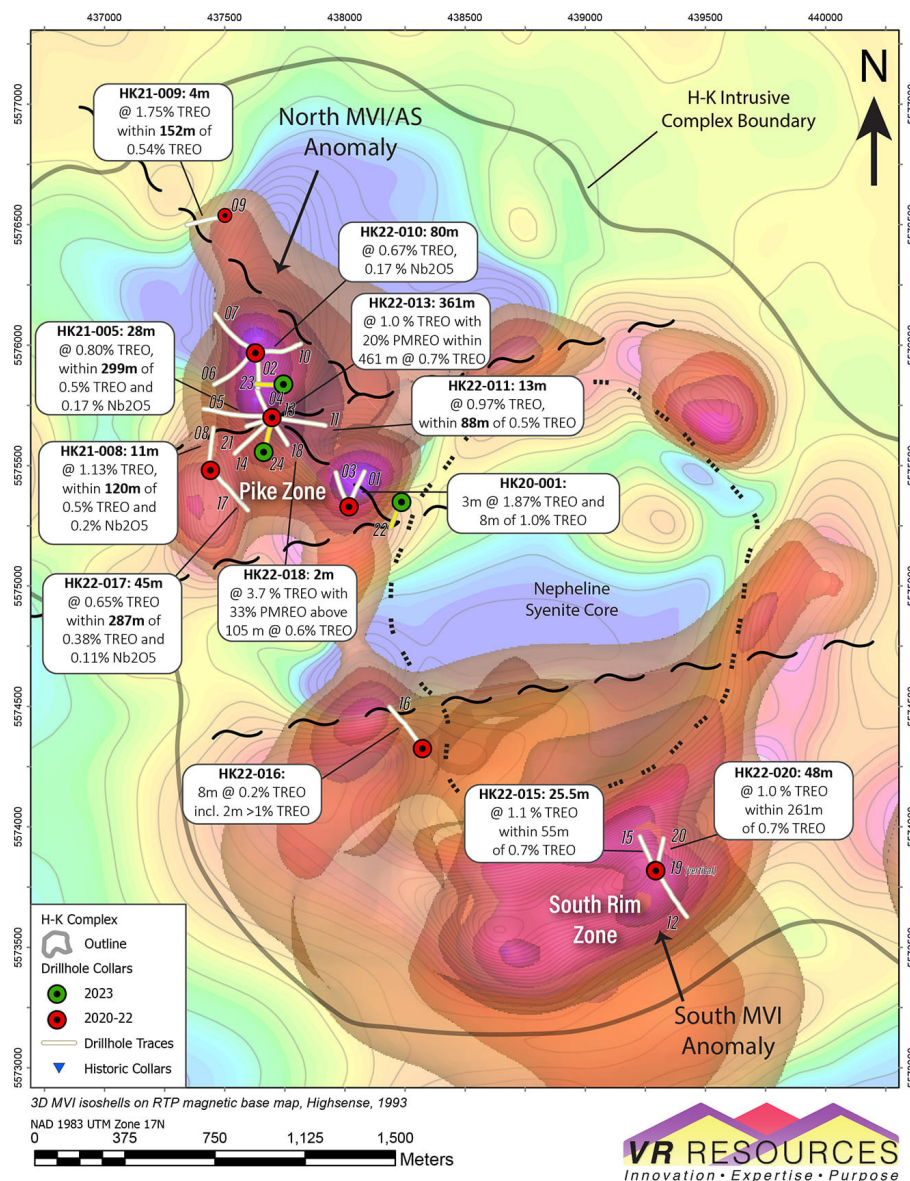 437000 437500 438000 438500 439000 439500 440000
5577000
5576500
5576000
5575500
5575000
5574500
5574000
5573500
5573000
N
HK21-009: 4m
@ 1.75% TREO
within 152m of
0.54% TREO
North MVI/AS
Anomaly
H-K Intrusive
Complex Boundary
09
HK22-010: 80m
@ 0.67% TREO,
0.17 % Nb2O5
HK22-013: 361m
@ 1.0 % TREO with
20% PMREO within
461 m @ 0.7% TREO
HK21-005: 28m
@ 0.80% TREO,
within 299m of
0.5% TREO and
0.17 % Nb2O5
07
10
02
06
23
04
05
13
11
HK22-011: 13m
@ 0.97% TREO,
within 88m of 0.5% TREO
08
21
14
24
18
HK21-008: 11m
@ 1.13% TREO,
within 120m of
0.5% TREO and
0.2% Nb2O5
Pike Zone
03
01
17
22
HK20-001:
3m @ 1.87% TREO and
8m of 1.0% TREO
HK22-017: 45m
@ 0.65% TREO
within 287m of
0.38% TREO and
0.11% Nb2O5
HK22-018: 2m
@ 3.7 % TREO with
33% PMREO above
105 m @ 0.6% TREO
Nepheline
Syenite Core
16
HK22-016:
8m @ 0.2% TREO
incl. 2m >1% TREO
HK22-015: 25.5m
@ 1.1 % TREO
within 55m
of 0.7% TREO
HK22-020: 48m
@ 1.0 % TREO
within 261m
of 0.7% TREO
15
20
19 (vertical)
12
South Rim
Zone
South MVI
Anomaly
H-K Complex
Outline
Drillhole Collars
2023
2020-22
Drillhole Traces
Historic Collars
3D MVI isoshells on RTP magnetic base map, Highsense, 1993
NAD 1983 UTM Zone 17N
0 375 750 1,125 1,500
Meters
VR RESOURCES
Innovation • Expertise • Purpose